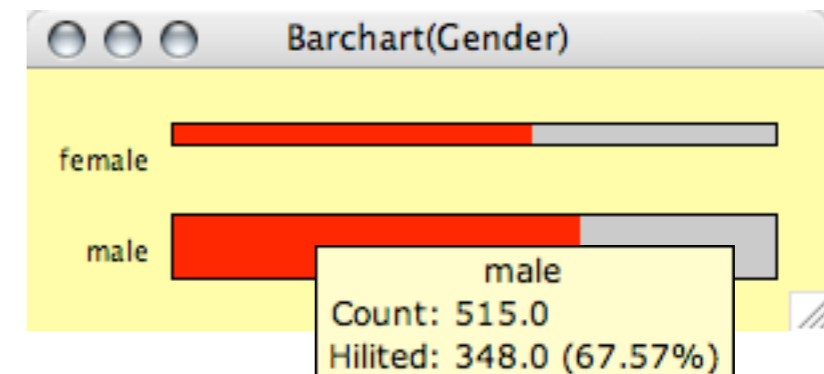 Barchart(Gender)
female
male
male
Count: 515.0
Hilited: 348.0 (67.57%)